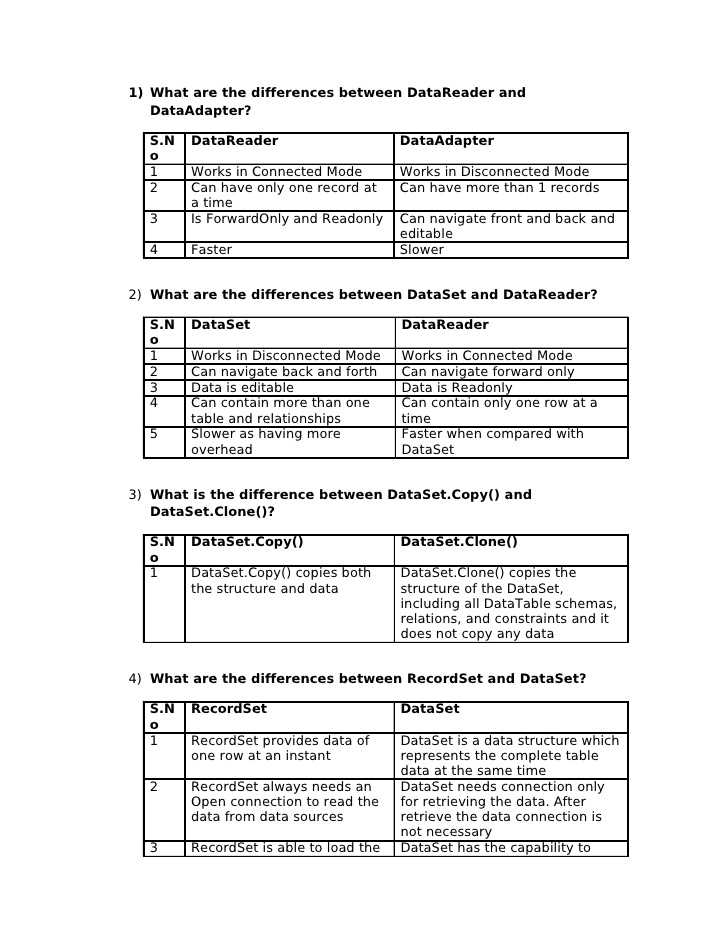 1) What are the differences between DataReader and
DataAdapter?
S.N
o
DataReader
DataAdapter
1
Works in Connected Mode
Works in Disconnected Mode
2
Can have only one record at
a time
Can have more than 1 records
3
Is ForwardOnly and Readonly
Can navigate front and back and
editable
4
Faster
Slower
2) What are the differences between DataSet and DataReader?
S.N
o
DataSet
DataReader
1
Works in Disconnected Mode
Works in Connected Mode
2
Can navigate back and forth
Can navigate forward only
3
Data is editable
Data is Readonly
4
Can contain more than one
table and relationships
Can contain only one row at a
time
5
Slower as having more
overhead
Faster when compared with
DataSet
3) What is the difference between DataSet.Copy() and
DataSet.Clone()?
S.N
o
DataSet.Copy()
DataSet.Clone()
1
DataSet.Copy() copies both
the structure and data
DataSet.Clone() copies the
structure of the DataSet,
including all DataTable schemas,
relations, and constraints and it
does not copy any data
4) What are the differences between RecordSet and DataSet?
S.N
o
RecordSet
DataSet
1
RecordSet provides data of
one row at an instant
DataSet is a data structure which
represents the complete table
data at the same time
2
RecordSet always needs an
Open connection to read the
data from data sources
DataSet needs connection only
for retrieving the data. After
retrieve the data connection is
not necessary
3
RecordSet is able to load the
DataSet has the capability to